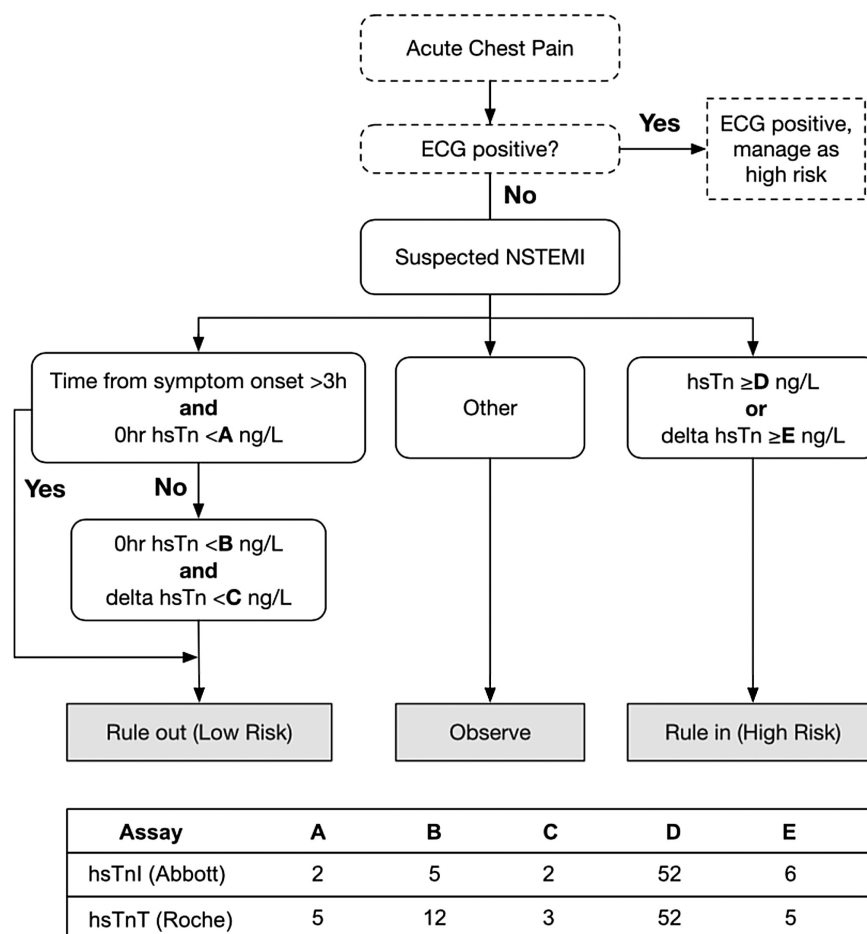 Acute Chest Pain
ECG positive?
Yes
ECG positive,
manage as
high risk
No
Suspected NSTEMI
Time from symptom onset >3h
and
0hr hsTn <A ng/L
Other
hsTn ≥D ng/L
or
delta hsTn ≥E ng/L
Yes
No
0hr hsTn <B ng/L
and
delta hsTn <C ng/L
Rule out (Low Risk)
Observe
Rule in (High Risk)
Assay A B C D E
hsTnI (Abbott) 2 5 2 52 6
hsTnT (Roche) 5 12 3 52 5